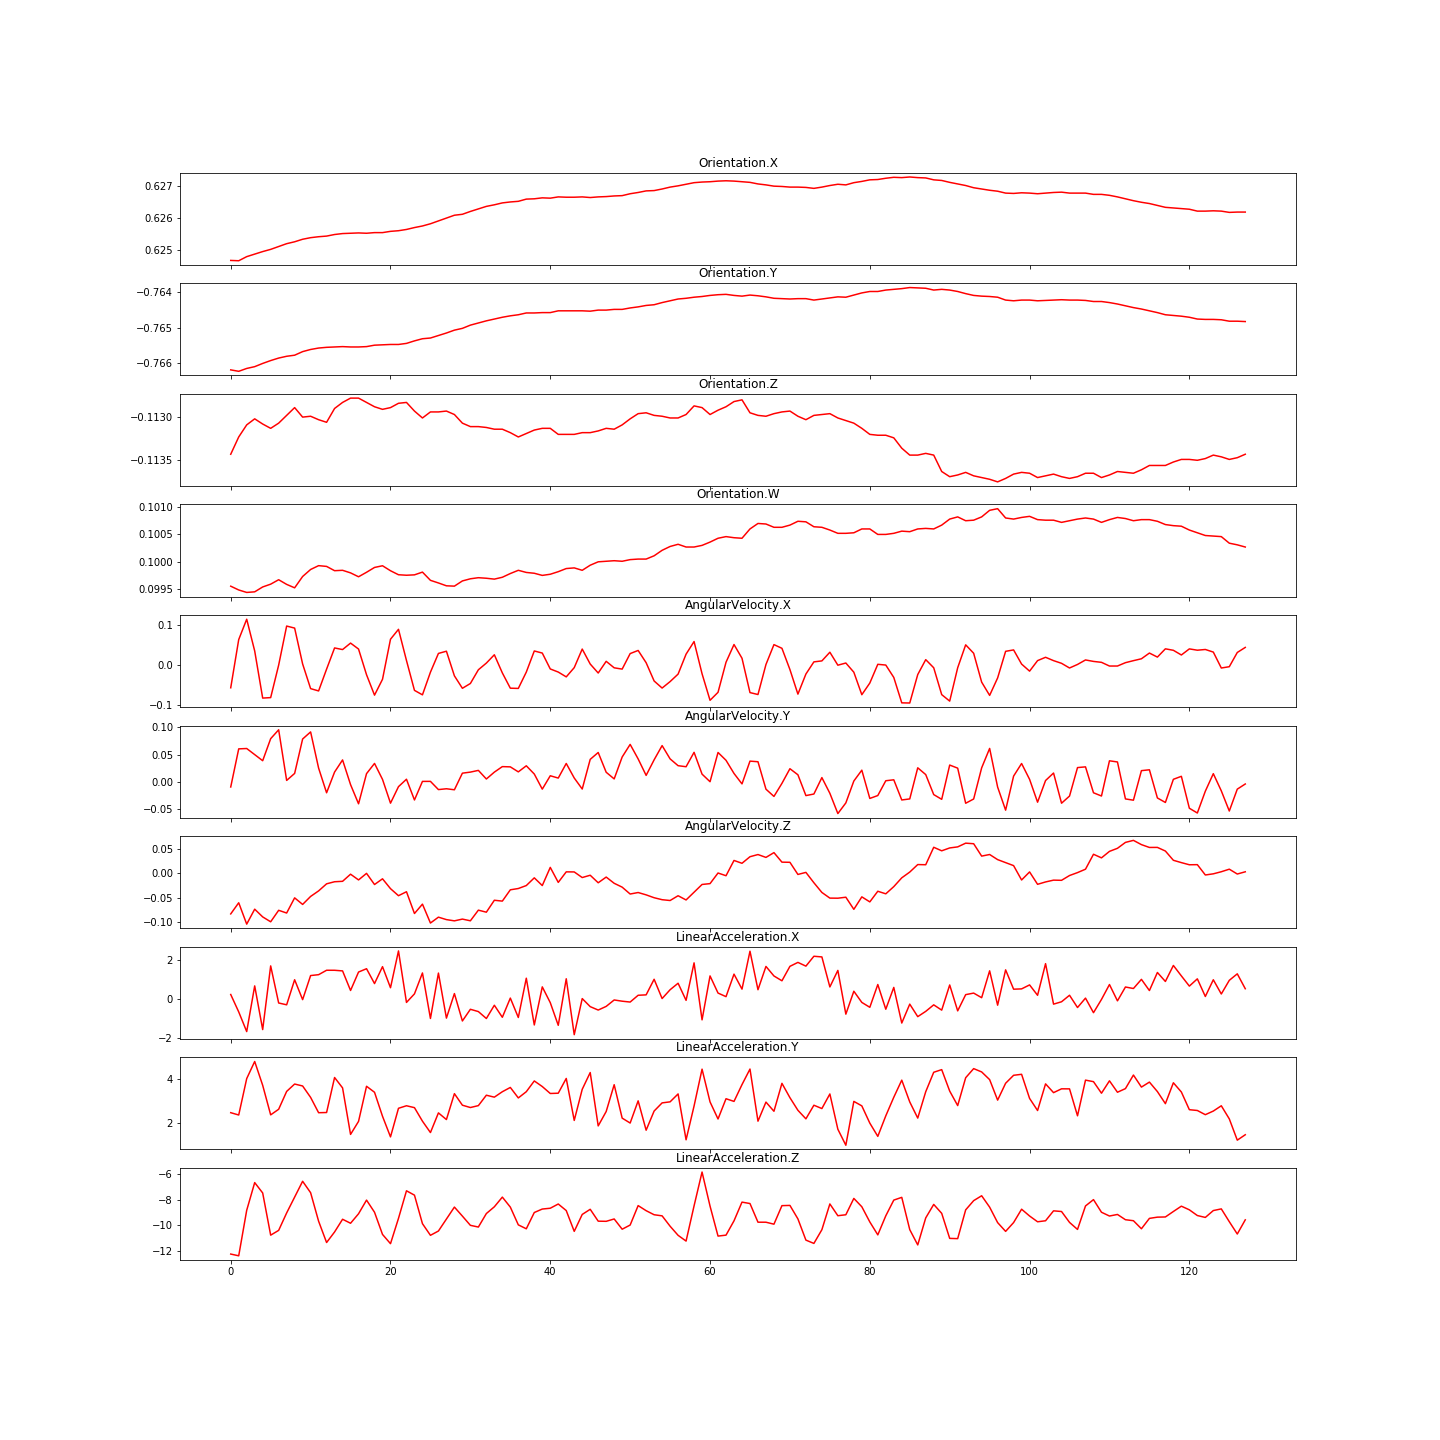 Orientation.X
0.627
0.626
0.625
Orientation.Y
−0.764
−0.765
−0.766
Orientation.Z
−0.1130
−0.1135
Orientation.W
0.1010
0.1005
0.1000
0.0995
AngularVelocity.X
0.1
0.0
−0.1
AngularVelocity.Y
0.10
0.05
0.00
−0.05
AngularVelocity.Z
0.05
0.00
−0.05
−0.10
LinearAcceleration.X
2
0
−2
LinearAcceleration.Y
4
2
LinearAcceleration.Z
−6
−8
−10
−12
0 20 40 60 80 100 120